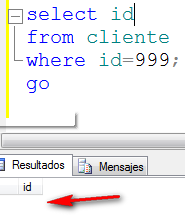 select id
from cliente
where id=999;
go
Resultados Mensajes
id